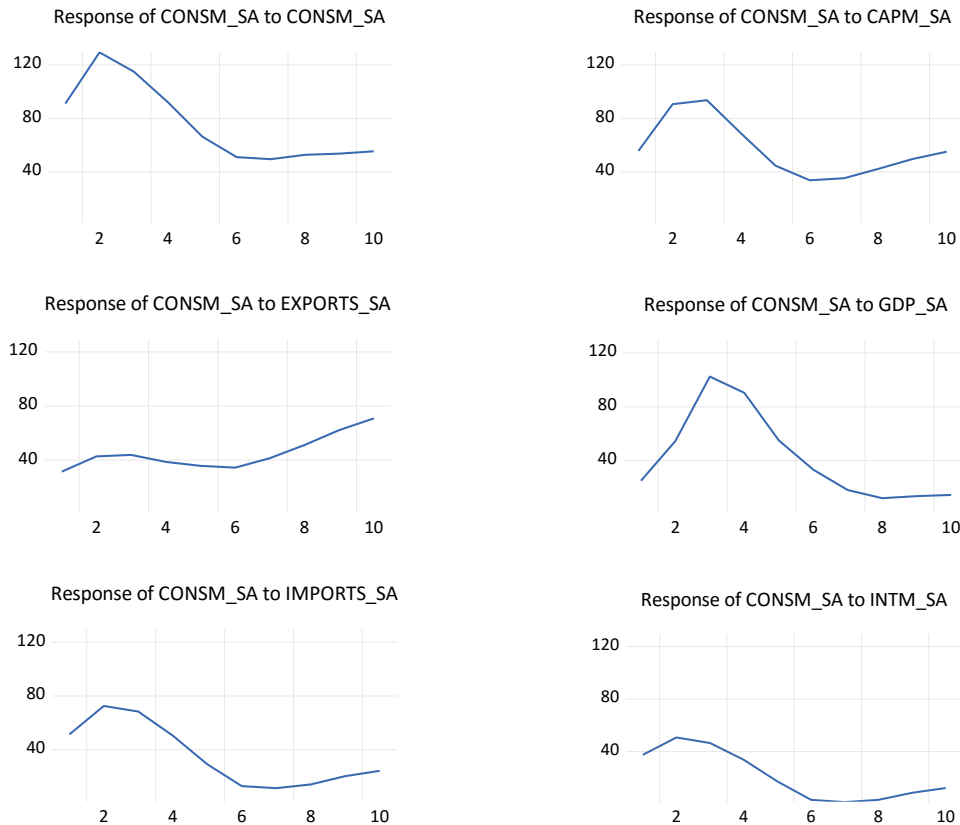 Response of CONSM_SA to CONSM_SA
120
80
40
2 4 6 8 10
Response of CONSM_SA to CAPM_SA
120
80
40
2 4 6 8 10
Response of CONSM_SA to EXPORTS_SA
120
80
40
2 4 6 8 10
Response of CONSM_SA to GDP_SA
120
80
40
2 4 6 8 10
Response of CONSM_SA to IMPORTS_SA
120
80
40
2 4 6 8 10
Response of CONSM_SA to INTM_SA
120
80
40
2 4 6 8 10